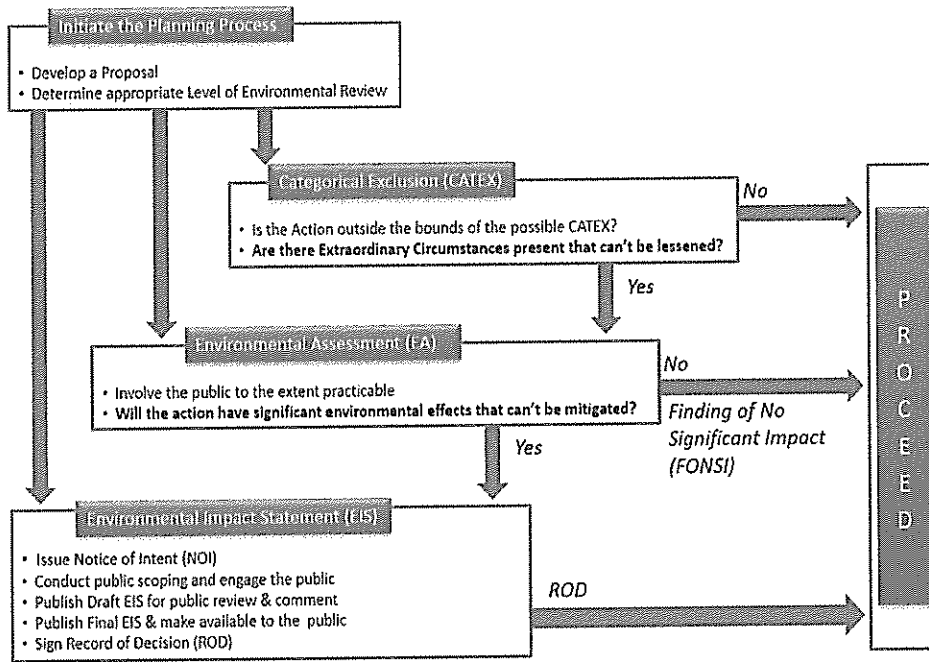 Initiate the Planning Process
• Develop a Proposal
• Determine appropriate Level of Environmental Review
Categorical Exclusion (CATEX)
No
• Is the Action outside the bounds of the possible CATEX?
• Are there Extraordinary Circumstances present that can't be lessened?
Yes
Environmental Assessment (EA)
No
• Involve the public to the extent practicable
• Will the action have significant environmental effects that can't be mitigated?
Finding of No
Significant Impact
(FONSI)
Yes
Environmental Impact Statement (EIS)
• Issue Notice of Intent (NOI)
• Conduct public scoping and engage the public
• Publish Draft EIS for public review & comment
• Publish Final EIS & make available to the public
• Sign Record of Decision (ROD)
ROD
PROCEED